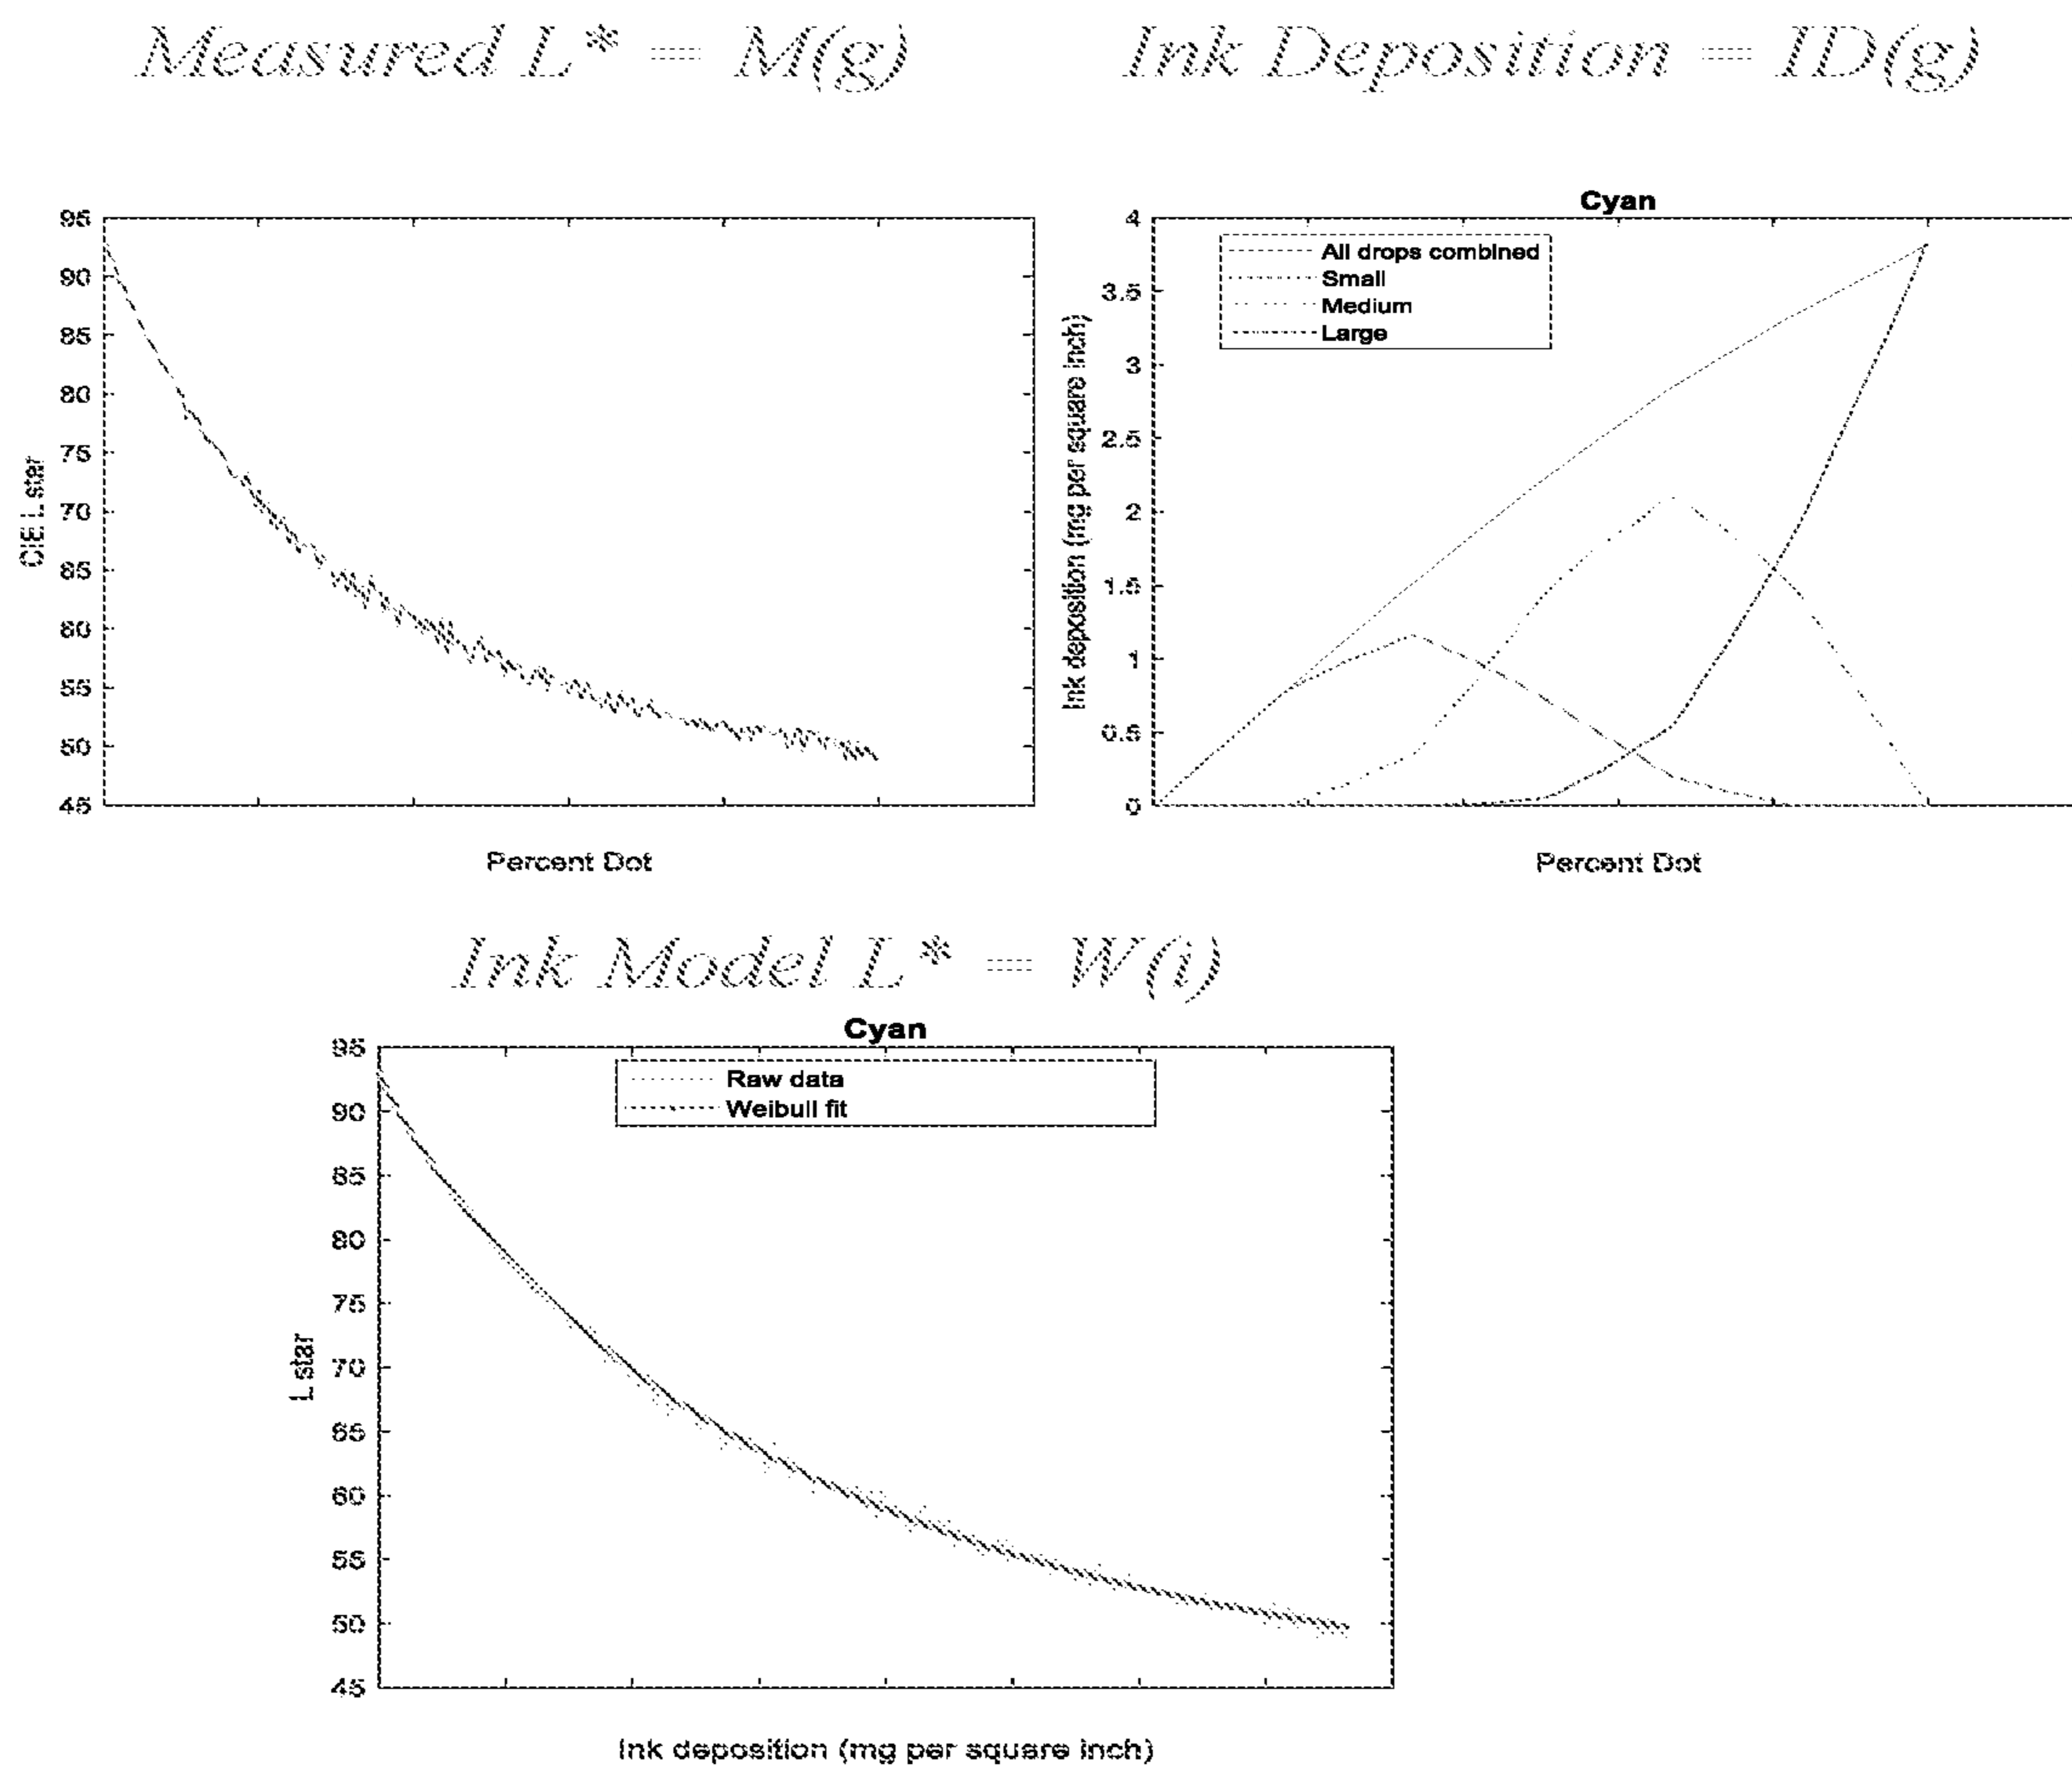 Measured L* = M(g)
Ink Deposition = ID(g)
95
90
85
80
75
70
65
60
55
50
45
CIE L star
Percent Dot
Cyan
All drops combined
Small
Medium
Large
4
3.5
3
2.5
2
1.5
1
0.5
0
Ink deposition (mg per square inch)
Percent Dot
Ink Model L* = W(i)
Cyan
Raw data
Weibull fit
95
90
85
80
75
70
65
60
55
50
45
L star
Ink deposition (mg per square inch)